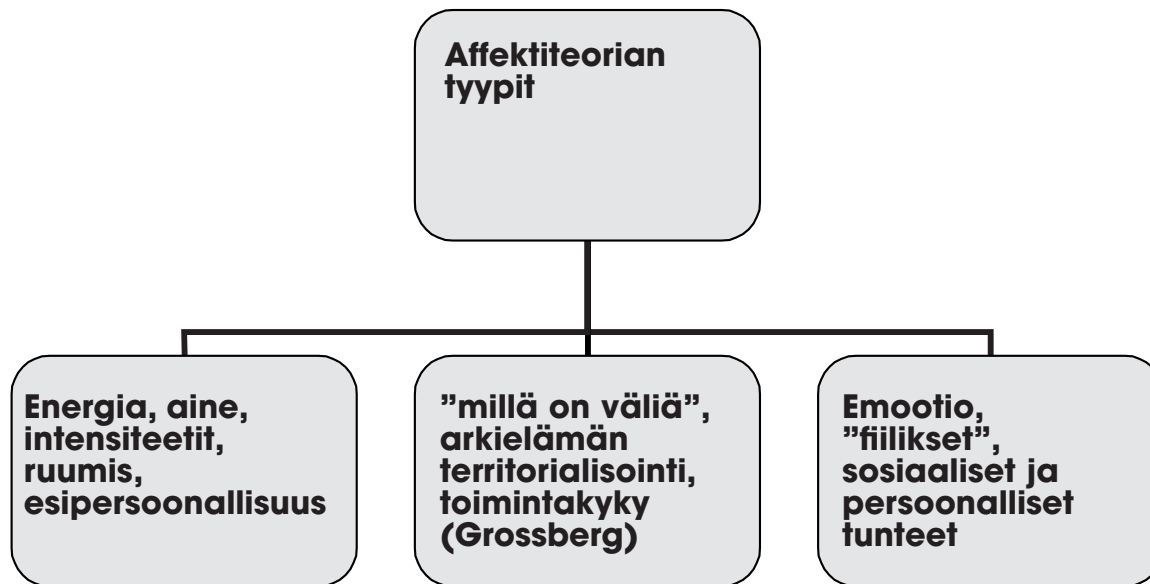 Affektiteorian
tyypit
Energia, aine,
intensiteetit,
ruumis,
esipersoonallisuus
”millä on väliä”,
arkielämän
territorialisointi,
toimintakyky
(Grossberg)
Emootio,
”fiilikset”,
sosiaaliset ja
persoonalliset
tunteet